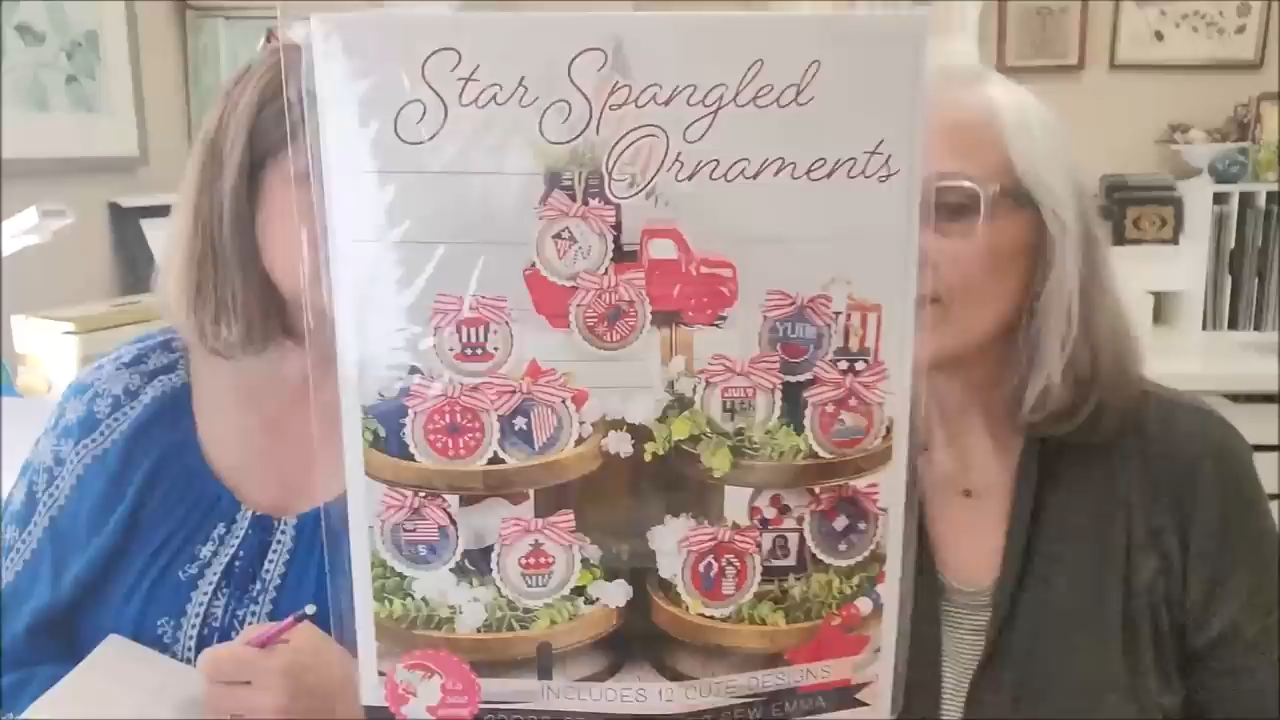 Star Spangled
Ornaments
YUM
JULY
4th
INCLUDES 12 CUTE DESIGNS
SEW EMMA